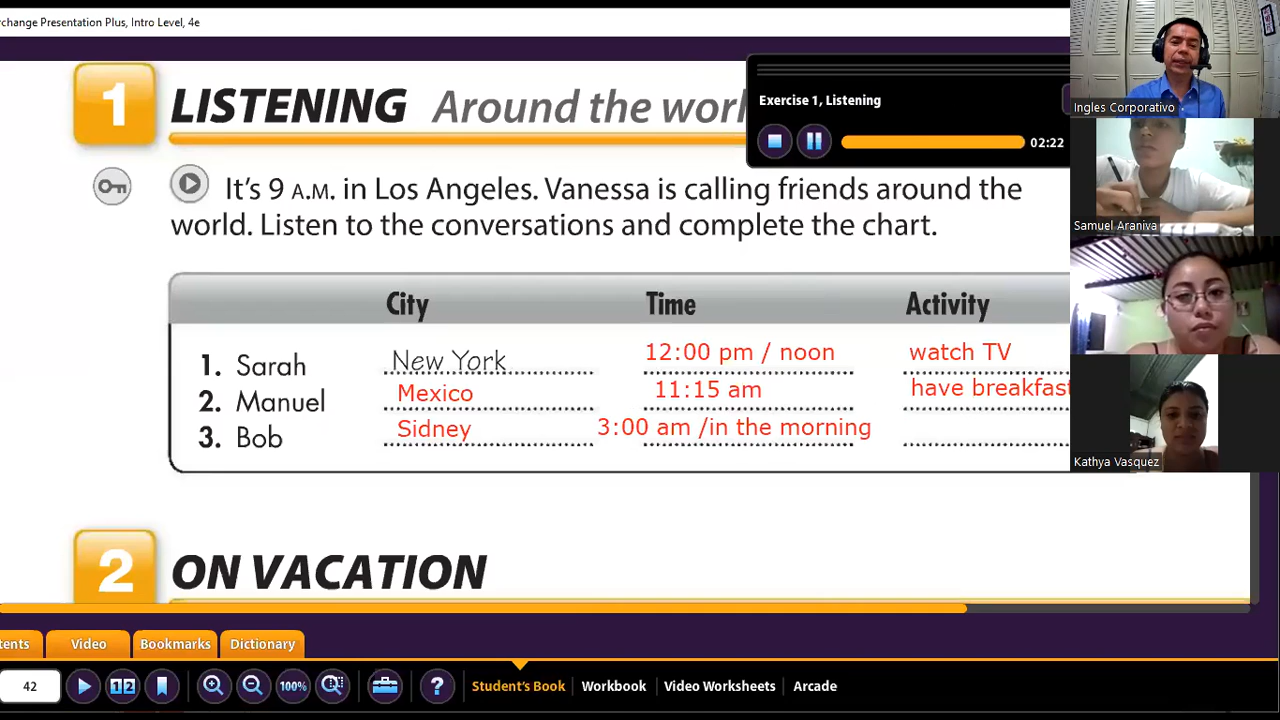 rchange Presentation Plus, Intro Level, 4e
1 LISTENING Around the worl
Exercise 1, Listening
02:22
It's 9 A.M. in Los Angeles. Vanessa is calling friends around the
world. Listen to the conversations and complete the chart.
City Time Activity
1. Sarah New York 12:00 pm / noon watch TV
2. Manuel Mexico 11:15 am have breakfast
3. Bob Sidney 3:00 am /in the morning
2 ON VACATION
Ingles Corporativo
Samuel Araniva
Kathya Vasquez
tents Video Bookmarks Dictionary
42 12 100% ? Student's Book Workbook Video Worksheets Arcade